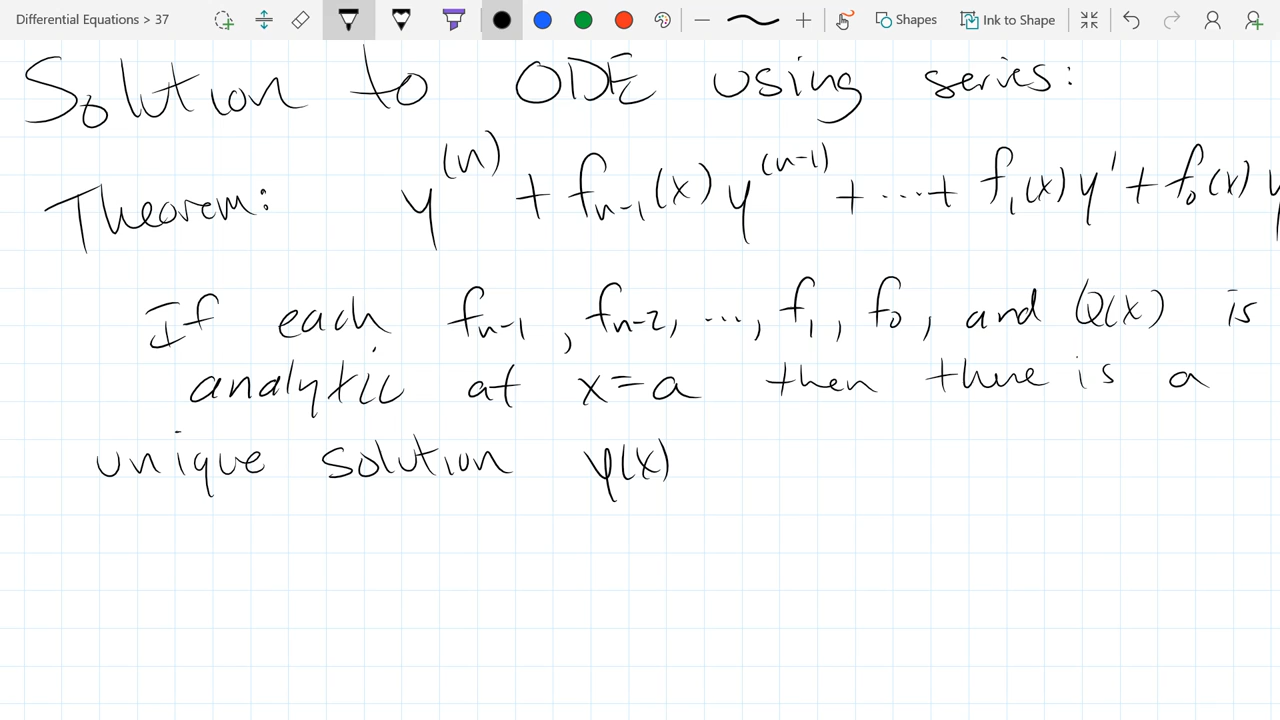 Differential Equations > 37
Shapes
Ink to Shape
Solution to ODE using series:
Theorem: y^(n) + f_{n-1}(x) y^(n-1) + ... + f_1(x) y' + f_0(x) y
If each f_{n-1}, f_{n-2}, ..., f_1, f_0, and Q(x) is
analytic at x=a then there is a
unique solution φ(x)